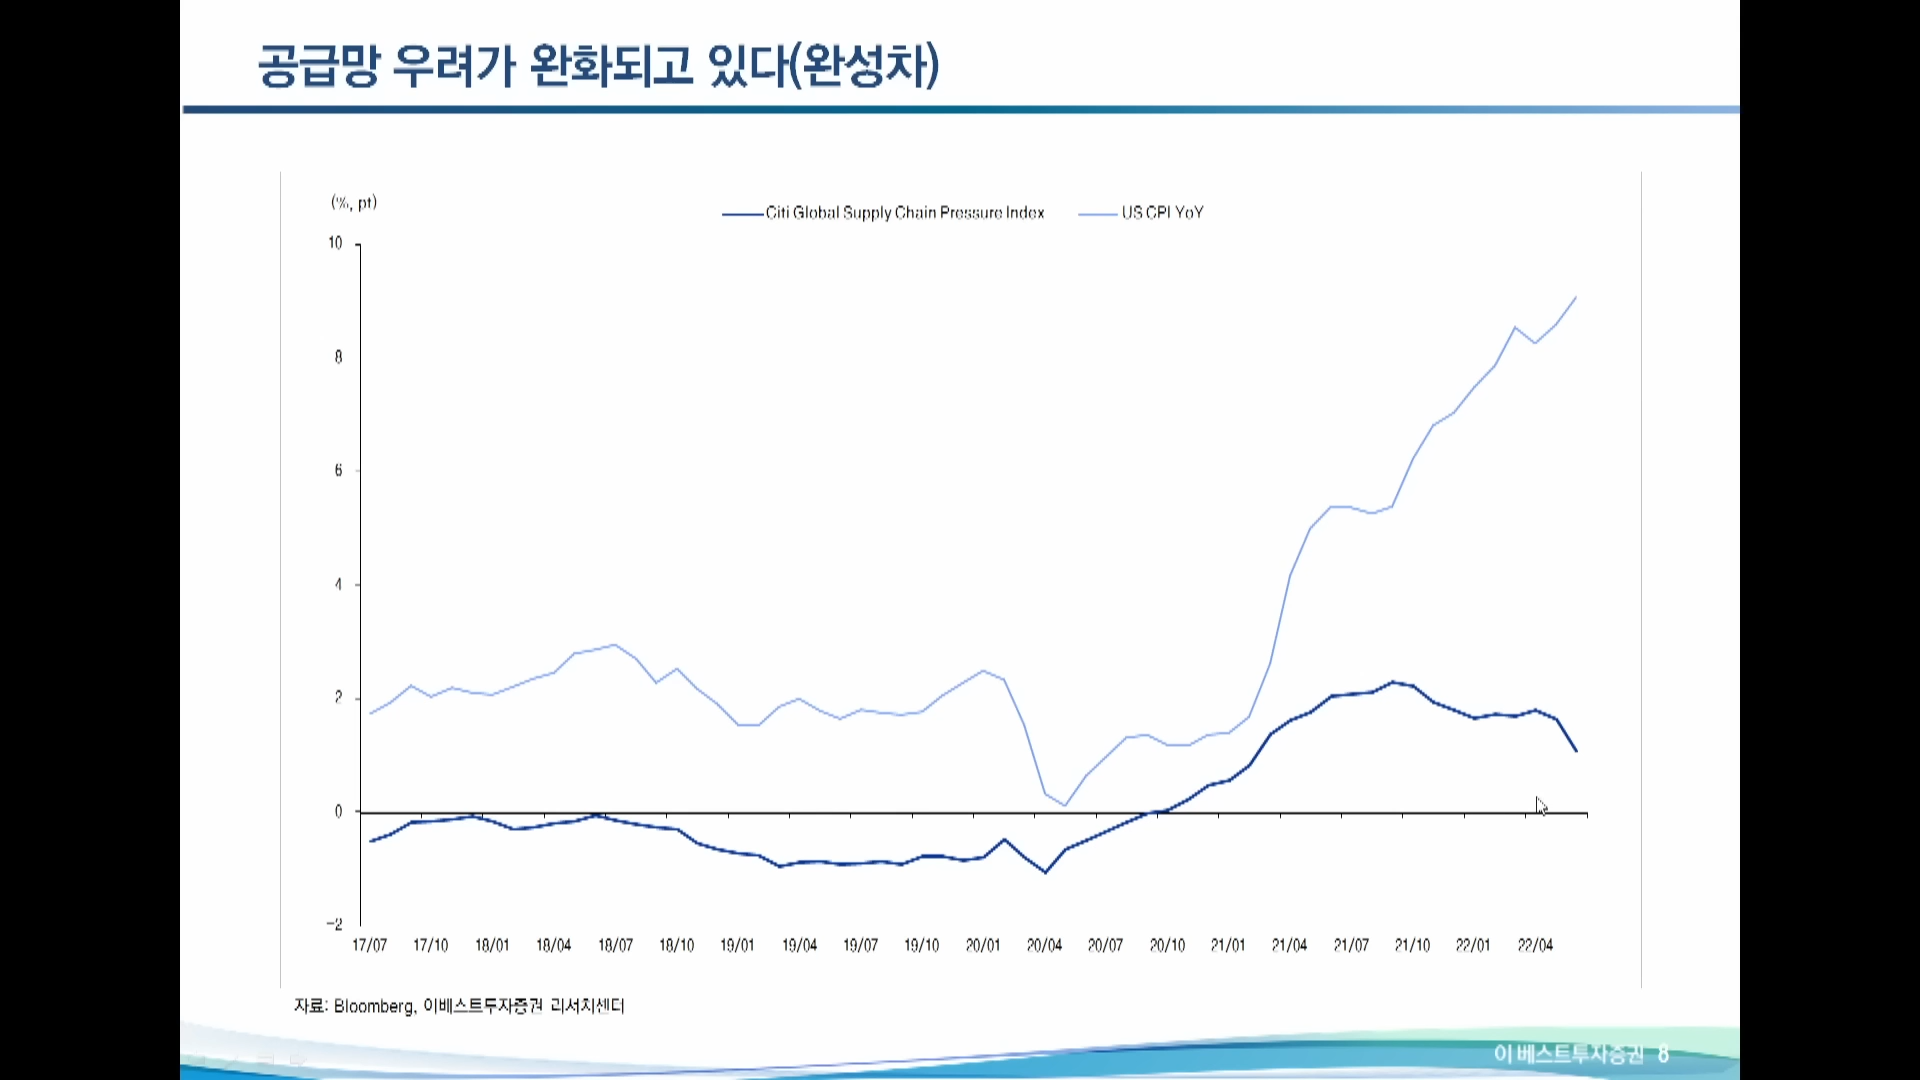 공급망 우려가 완화되고 있다(완성차)
(%, pt)
Citi Global Supply Chain Pressure Index US CPI YoY
10
8
6
4
2
0
-2
17/07 17/10 18/01 18/04 18/07 18/10 19/01 19/04 19/07 19/10 20/01 20/04 20/07 20/10 21/01 21/04 21/07 21/10 22/01 22/04
자료: Bloomberg, 이베스트투자증권 리서치센터
이베스트투자증권 8